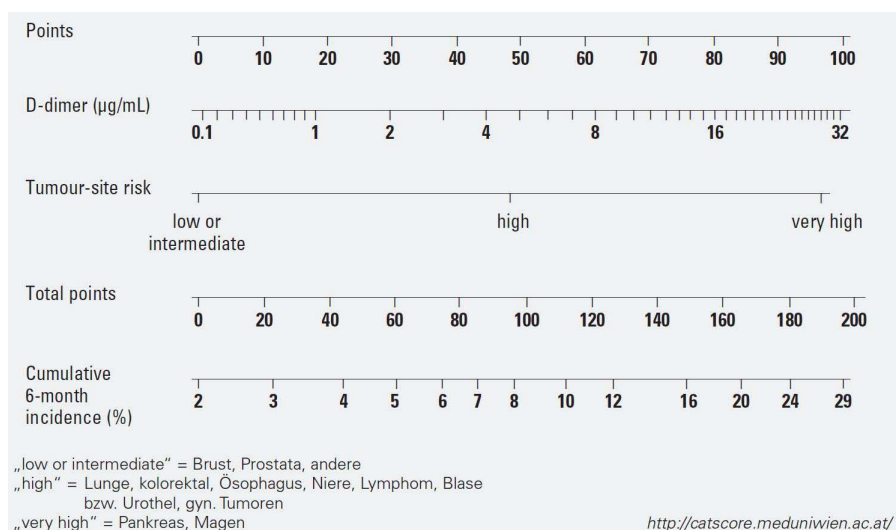 Points
0 10 20 30 40 50 60 70 80 90 100
D-dimer (µg/mL)
0.1 1 2 4 8 16 32
Tumour-site risk
low or
intermediate
high
very high
Total points
0 20 40 60 80 100 120 140 160 180 200
Cumulative
6-month
incidence (%)
2 3 4 5 6 7 8 10 12 16 20 24 29
„low or intermediate“ = Brust, Prostata, andere
„high“ = Lunge, kolorektal, Ösophagus, Niere, Lymphom, Blase
bzw. Urothel, gyn. Tumoren
„very high“ = Pankreas, Magen
http://catscore.meduniwien.ac.at/